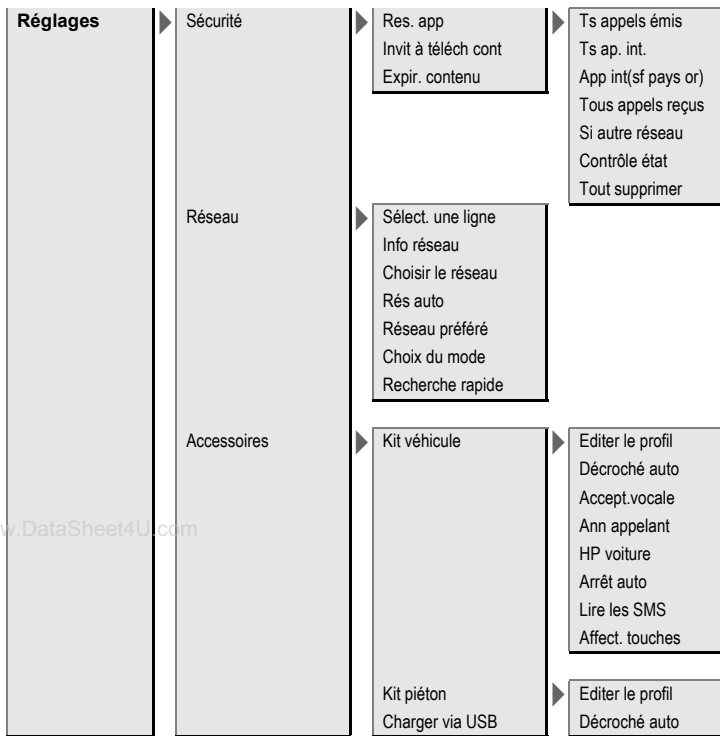 Réglages
Sécurité
Res. app
Invit à téléch cont
Expir. contenu
Ts appels émis
Ts ap. int.
App int(sf pays or)
Tous appels reçus
Si autre réseau
Contrôle état
Tout supprimer
Réseau
Sélect. une ligne
Info réseau
Choisir le réseau
Rés auto
Réseau préféré
Choix du mode
Recherche rapide
Accessoires
Kit véhicule
Editer le profil
Décroché auto
Accept.vocale
Ann appelant
HP voiture
Arrêt auto
Lire les SMS
Affect. touches
Kit piéton
Charger via USB
Editer le profil
Décroché auto
w.DataSheet4U.com